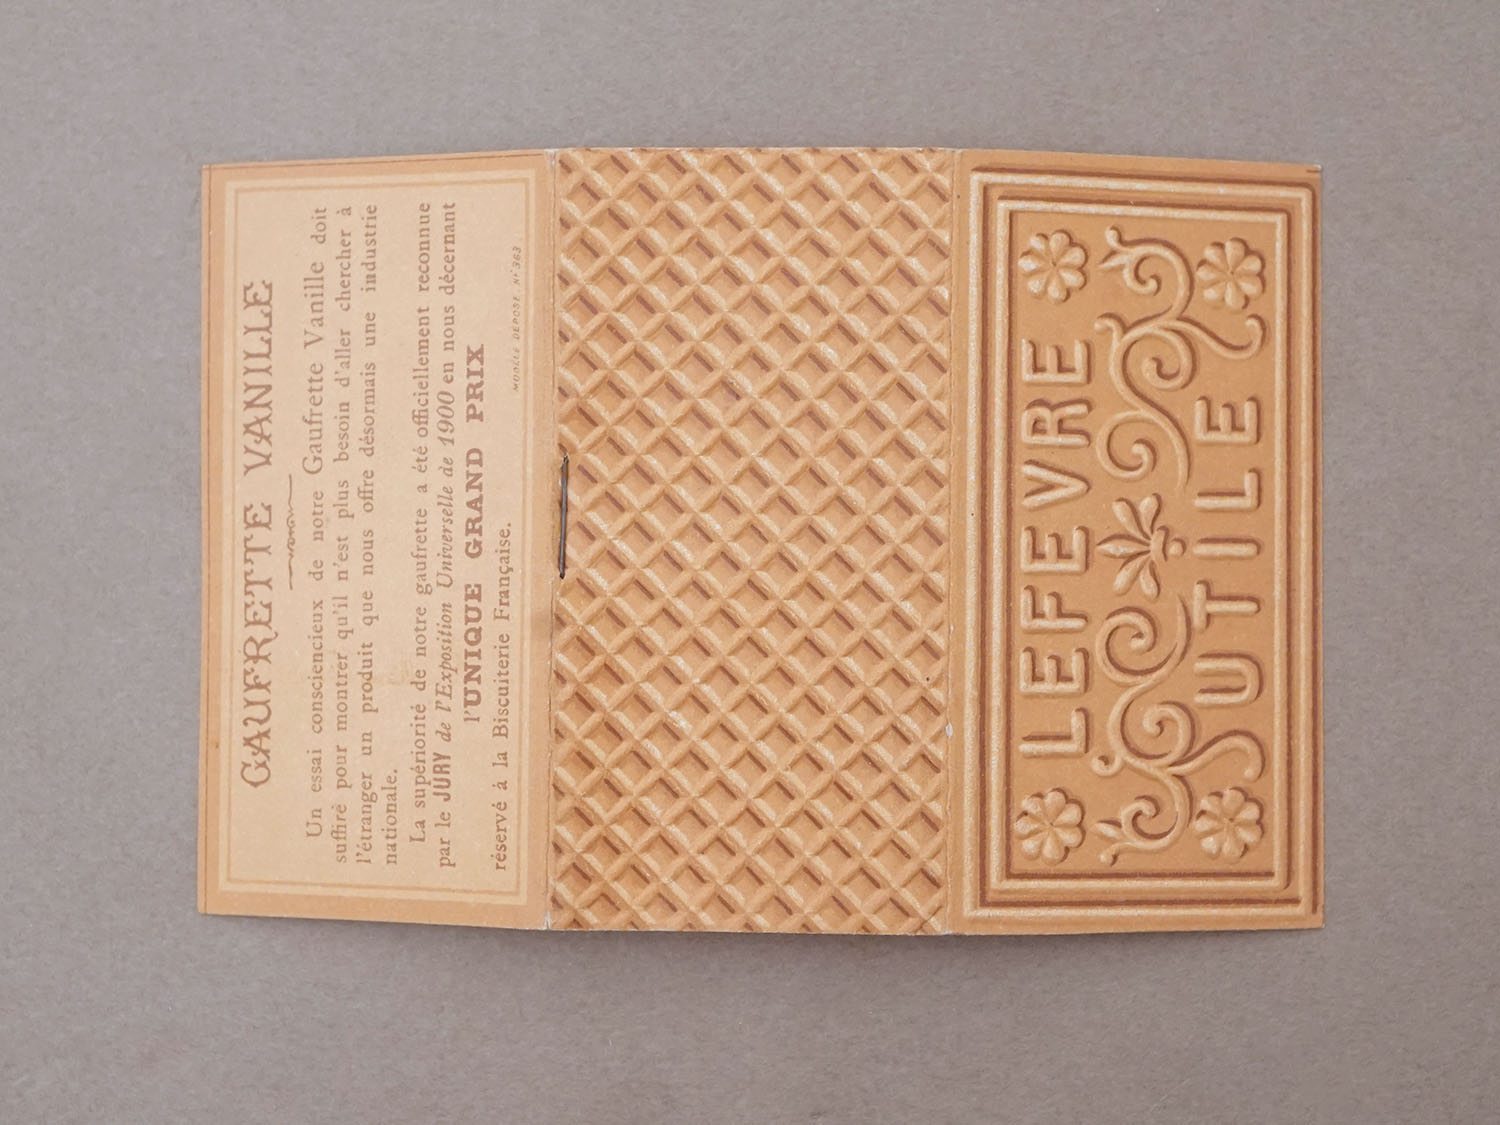 GAUFRETTE VANILLE
Un essai consciencieux de notre Gaufrette Vanille doit
suffire pour montrer qu'il n'est plus besoin d'aller chercher à
l'étranger un produit que nous offre désormais une industrie
nationale.
La supériorité de notre gaufrette a été officiellement reconnue
par le JURY de l'Exposition Universelle de 1900 en nous décernant
l'UNIQUE GRAND PRIX
réservé à la Biscuiterie Française.
MODÈLE DÉPOSÉ, Nº 363
LEFEVRE
UTILE